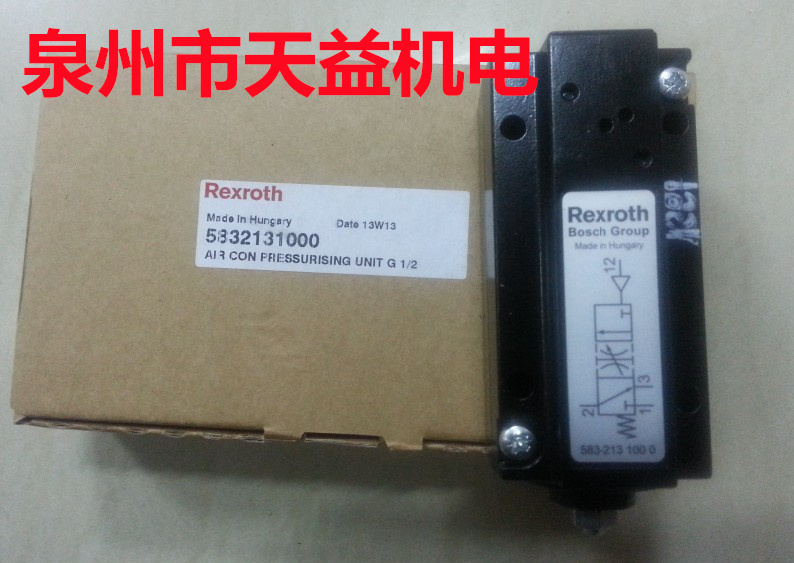 泉州市天益机电
Rexroth
Made in Hungary Date 13W13
5832131000
AIR CON PRESSURISING UNIT G 1/2
Rexroth
Bosch Group
Made in Hungary
12
2
3
1
583-213 100 0